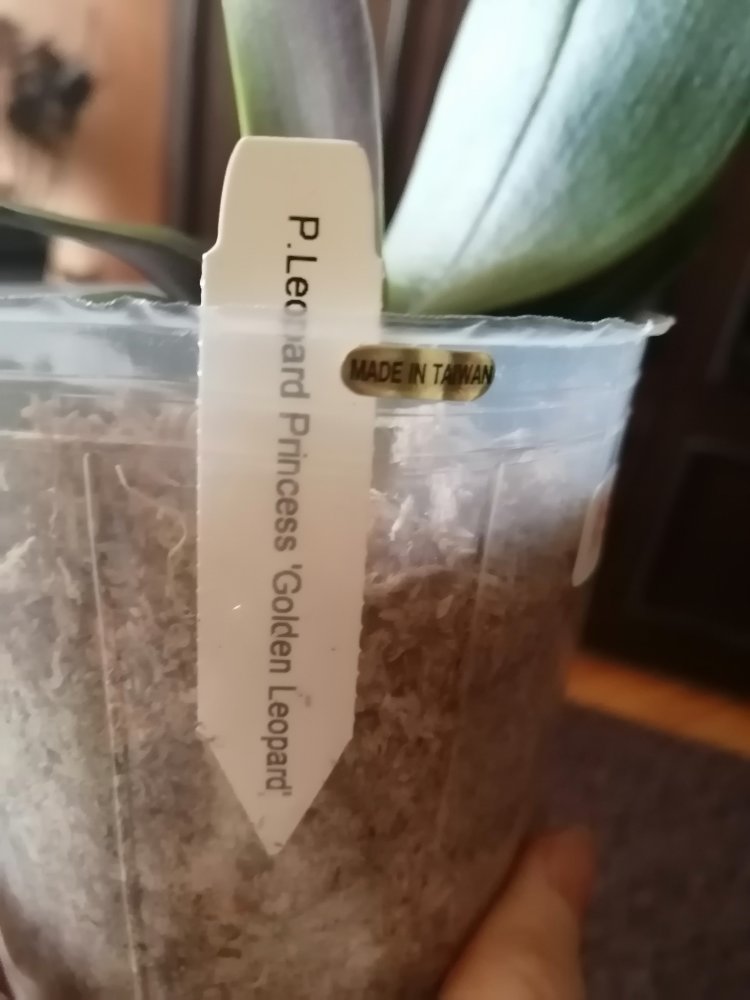 P.Leopard Princess 'Golden Leopard'
MADE IN TAIWAN